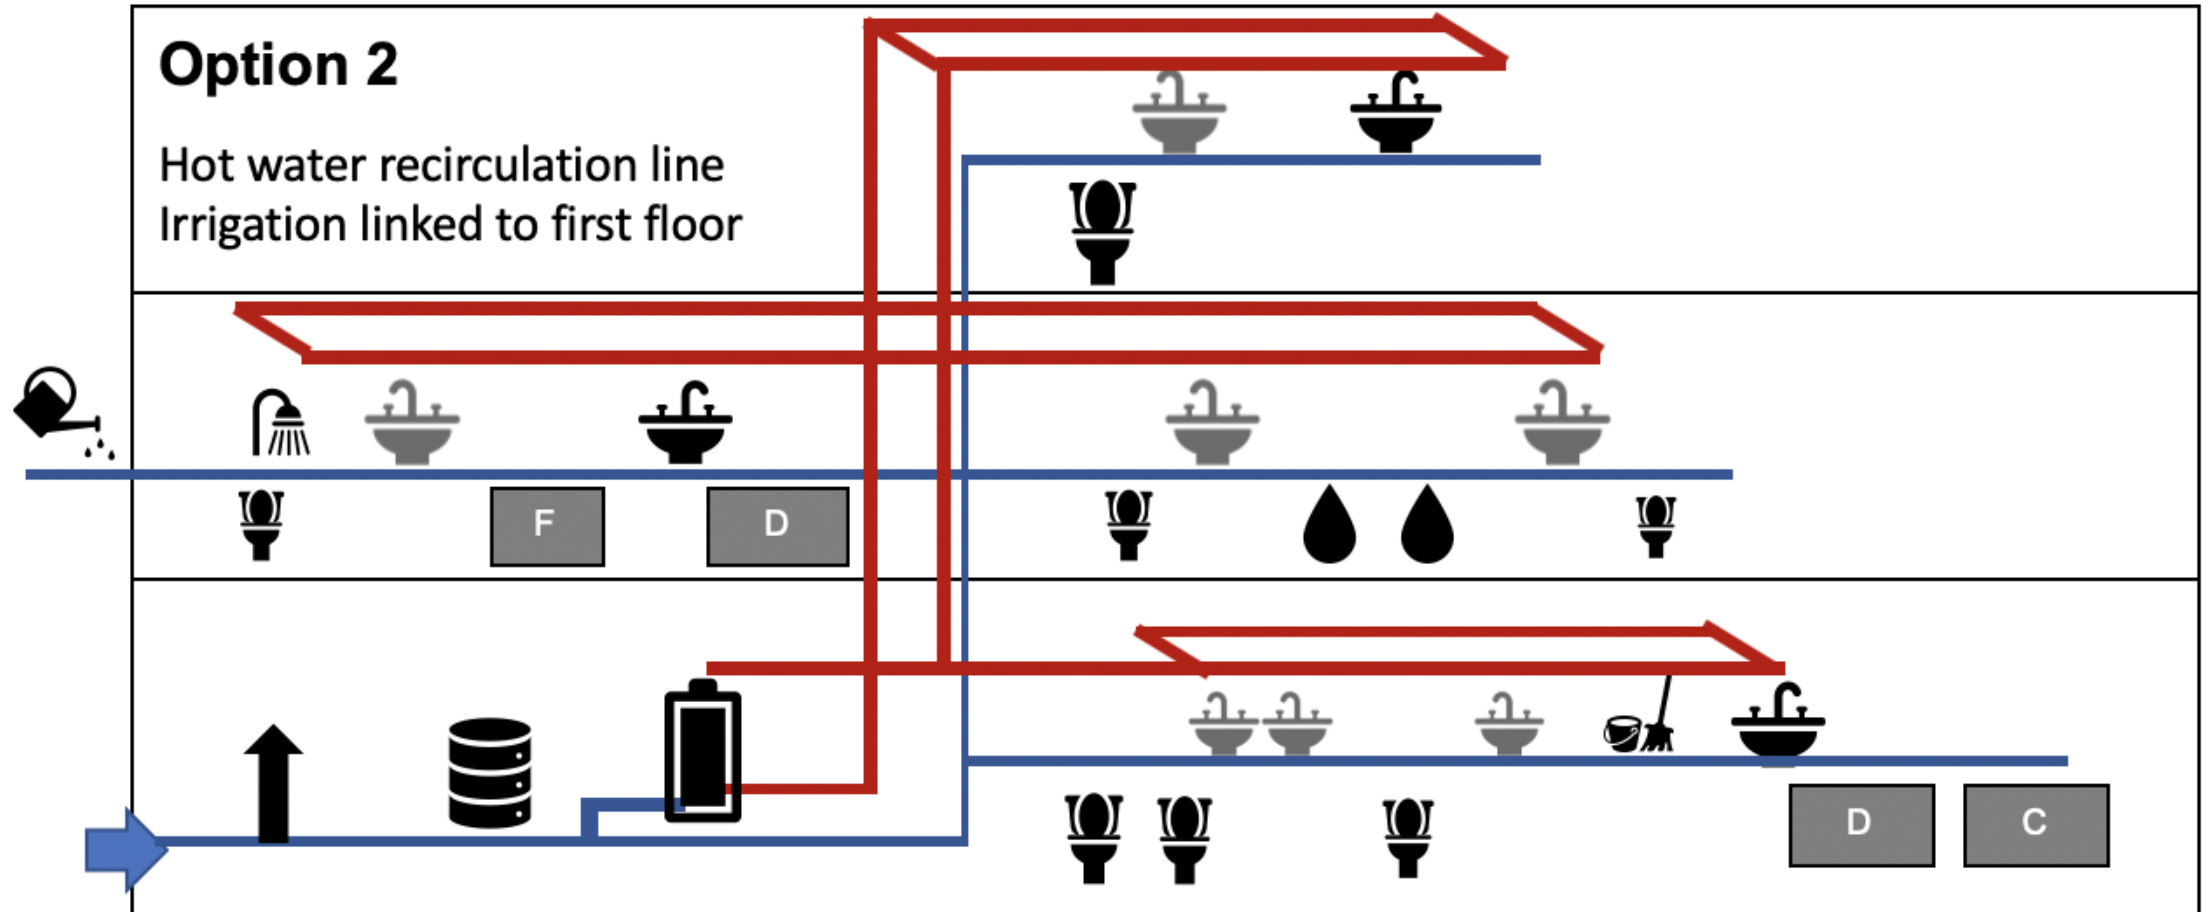 Option 2
Hot water recirculation line
Irrigation linked to first floor
F
D
D
C